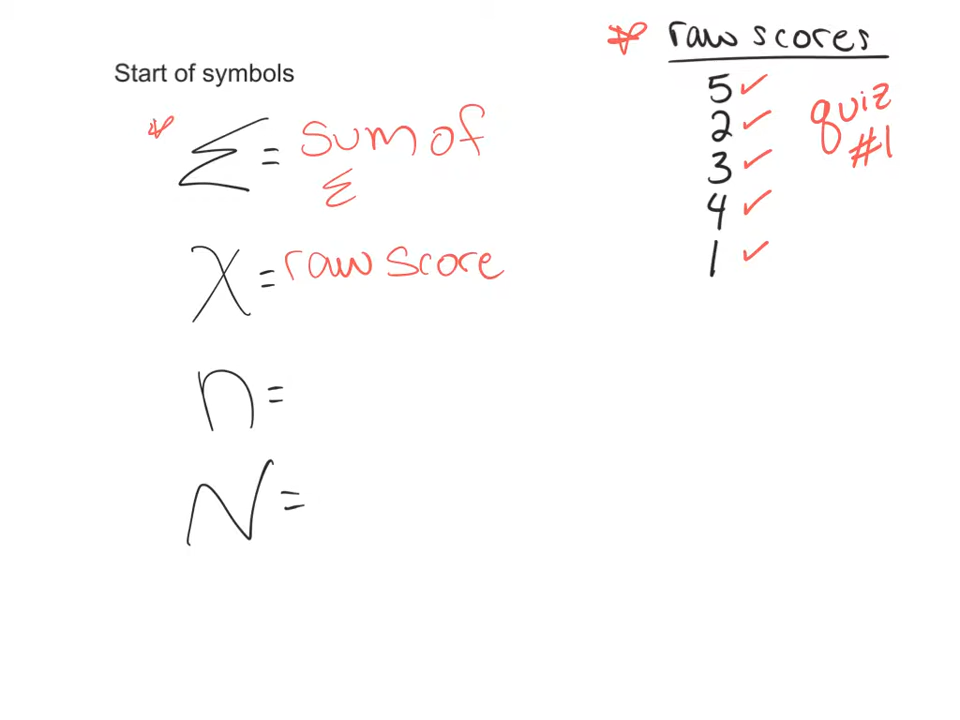 Start of symbols
Σ = sum of
Σ
X = raw score
n =
N =
* raw scores
5 ✓
2 ✓
3 ✓
4 ✓
1 ✓
quiz
#1